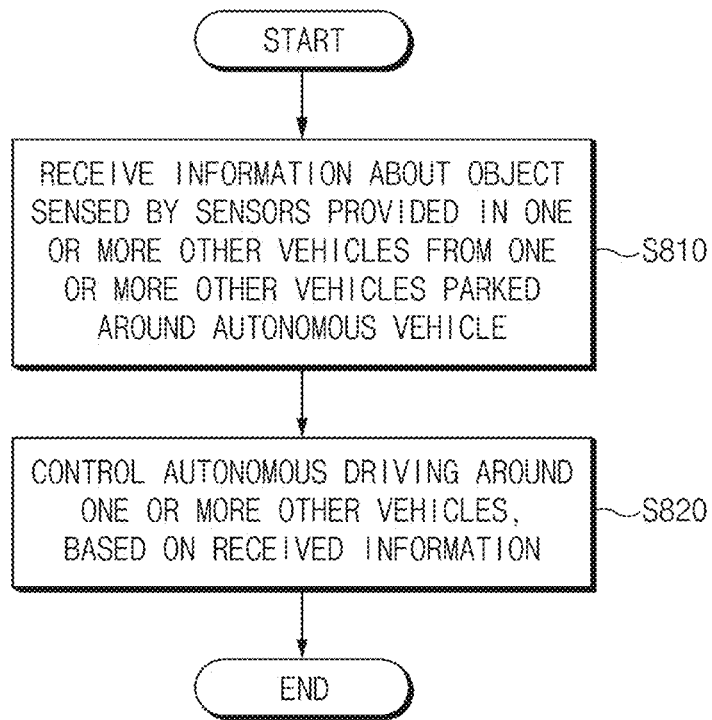 START
RECEIVE INFORMATION ABOUT OBJECT
SENSED BY SENSORS PROVIDED IN ONE
OR MORE OTHER VEHICLES FROM ONE
OR MORE OTHER VEHICLES PARKED
AROUND AUTONOMOUS VEHICLE
S810
CONTROL AUTONOMOUS DRIVING AROUND
ONE OR MORE OTHER VEHICLES,
BASED ON RECEIVED INFORMATION
S820
END